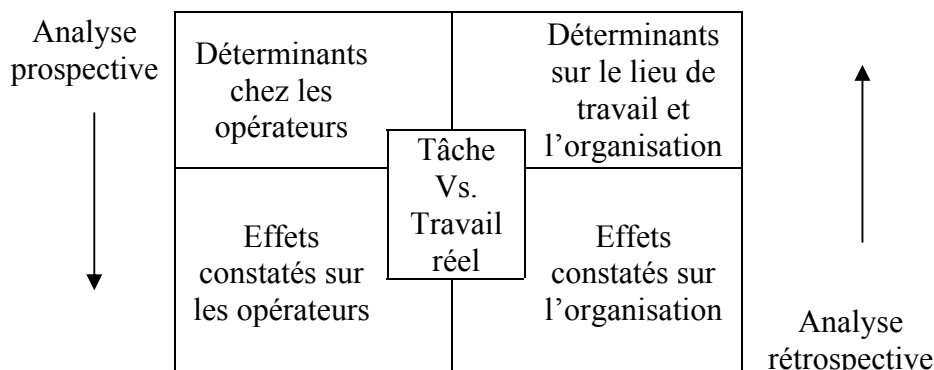 Analyse
prospective
Déterminants
chez les
opérateurs
Déterminants
sur le lieu de
travail et
l’organisation
Tâche
Vs.
Travail
réel
Effets
constatés sur
les opérateurs
Effets
constatés sur
l’organisation
Analyse
rétrospective